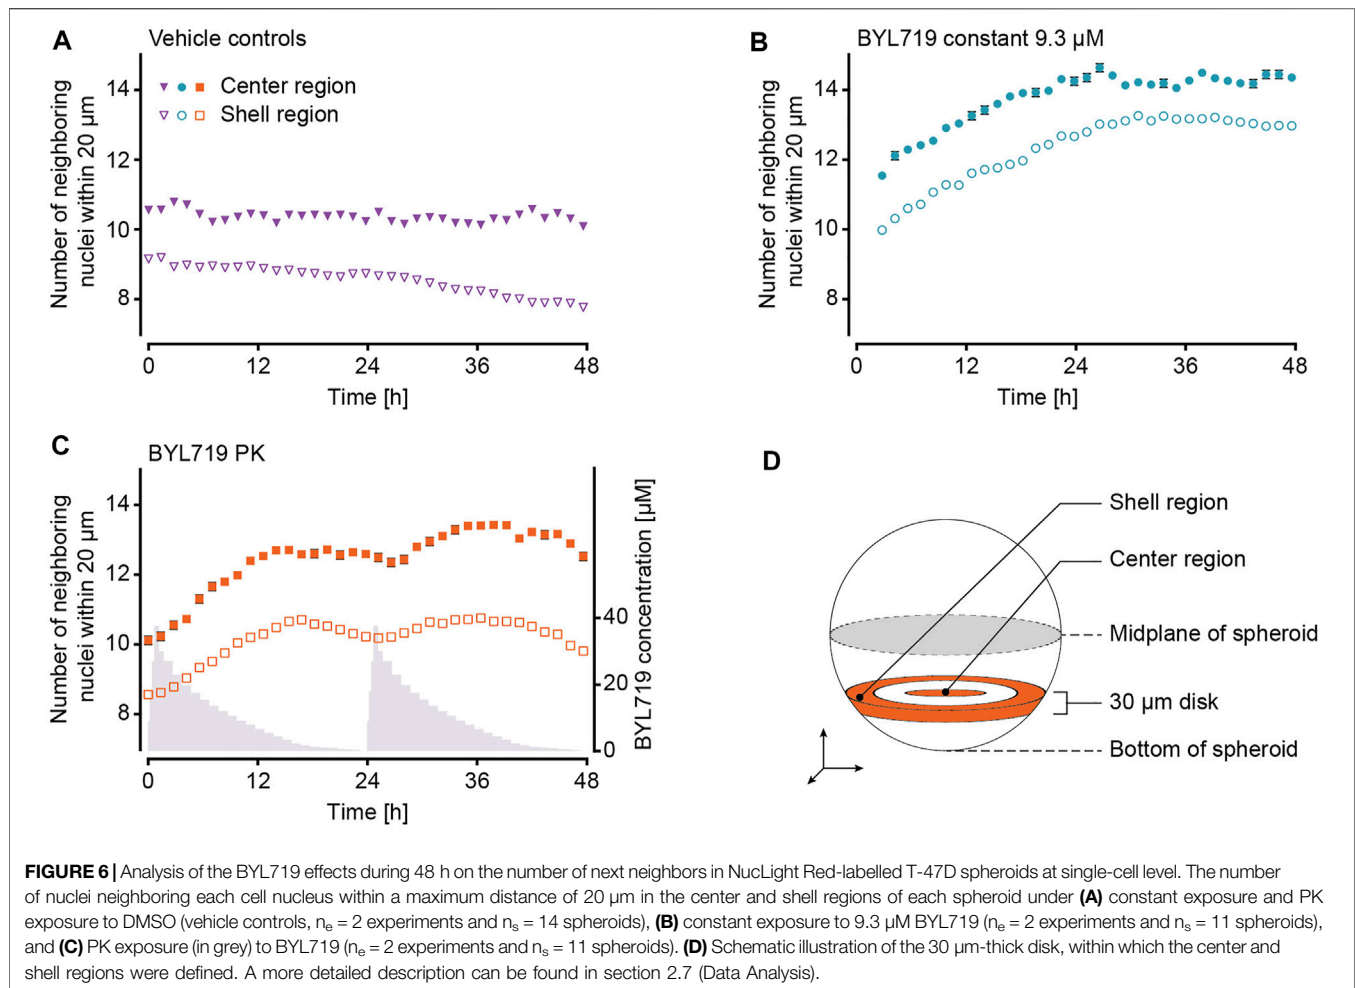 A
Vehicle controls
Number of neighboring
nuclei within 20 µm
14
12
10
8
Center region
Shell region
0 12 24 36 48
Time [h]
B
BYL719 constant 9.3 µM
Number of neighboring
nuclei within 20 µm
14
12
10
8
0 12 24 36 48
Time [h]
C
BYL719 PK
Number of neighboring
nuclei within 20 µm
14
12
10
8
BYL719 concentration [µM]
40
20
0
0 12 24 36 48
Time [h]
D
Shell region
Center region
Midplane of spheroid
30 µm disk
Bottom of spheroid
FIGURE 6 | Analysis of the BYL719 effects during 48 h on the number of next neighbors in NucLight Red-labelled T-47D spheroids at single-cell level. The number
of nuclei neighboring each cell nucleus within a maximum distance of 20 µm in the center and shell regions of each spheroid under (A) constant exposure and PK
exposure to DMSO (vehicle controls, nₑ = 2 experiments and nₛ = 14 spheroids), (B) constant exposure to 9.3 µM BYL719 (nₑ = 2 experiments and nₛ = 11 spheroids),
and (C) PK exposure (in grey) to BYL719 (nₑ = 2 experiments and nₛ = 11 spheroids). (D) Schematic illustration of the 30 µm-thick disk, within which the center and
shell regions were defined. A more detailed description can be found in section 2.7 (Data Analysis).